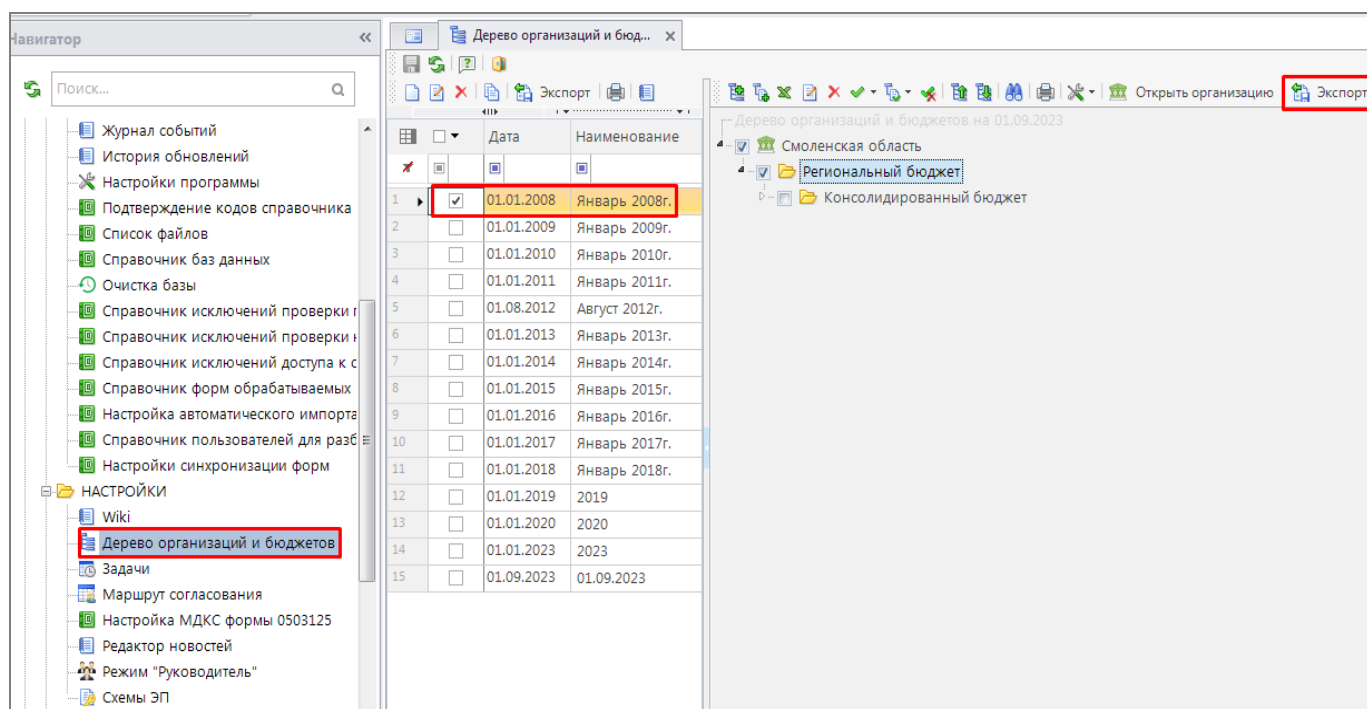 Навигатор
Дерево организаций и бюд...
Поиск...
Экспорт
Открыть организацию
Экспорт
Журнал событий
История обновлений
Настройки программы
Подтверждение кодов справочника
Список файлов
Справочник баз данных
Очистка базы
Справочник исключений проверки
Справочник исключений проверки
Справочник исключений доступа к с
Справочник форм обрабатываемых
Настройка автоматического импорта
Справочник пользователей для разб
Настройки синхронизации форм
НАСТРОЙКИ
Wiki
Дерево организаций и бюджетов
Задачи
Маршрут согласования
Настройка МДКС формы 0503125
Редактор новостей
Режим "Руководитель"
Схемы ЭП
Дата Наименование
1 01.01.2008 Январь 2008г.
2 01.01.2009 Январь 2009г.
3 01.01.2010 Январь 2010г.
4 01.01.2011 Январь 2011г.
5 01.08.2012 Август 2012г.
6 01.01.2013 Январь 2013г.
7 01.01.2014 Январь 2014г.
8 01.01.2015 Январь 2015г.
9 01.01.2016 Январь 2016г.
10 01.01.2017 Январь 2017г.
11 01.01.2018 Январь 2018г.
12 01.01.2019 2019
13 01.01.2020 2020
14 01.01.2023 2023
15 01.09.2023 01.09.2023
Дерево организаций и бюджетов на 01.09.2023
Смоленская область
Региональный бюджет
Консолидированный бюджет